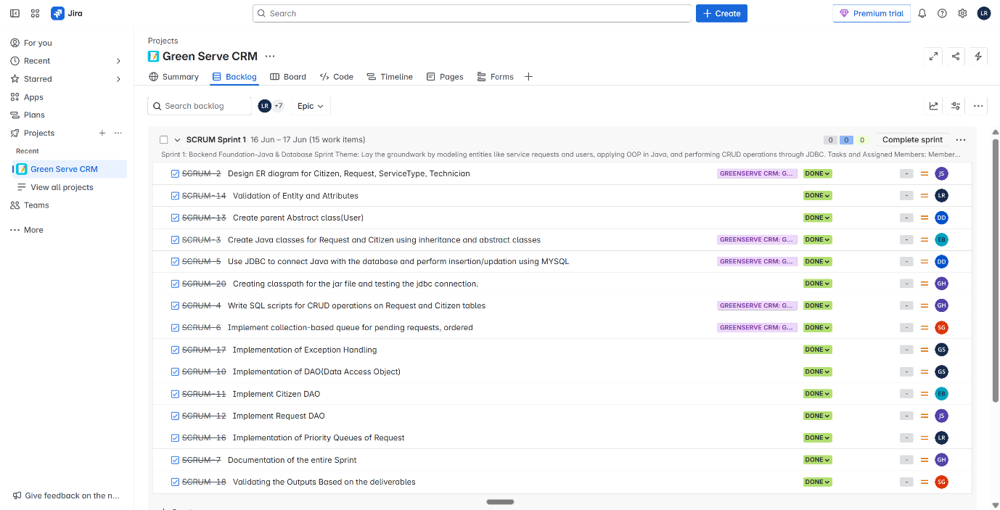 Jira
Search
Create
Premium trial
LR
For you
Recent
Starred
Apps
Plans
Projects
Recent
Green Serve CRM
View all projects
Teams
More
Give feedback on the n...
Projects
Green Serve CRM
Summary Backlog Board Code Timeline Pages Forms
Search backlog
LR +7
Epic
SCRUM Sprint 1 16 Jun – 17 Jun (15 work items) 0 0 0 Complete sprint
Sprint 1: Backend Foundation-Java & Database Sprint Theme: Lay the groundwork by modeling entities like service requests and users, applying OOP in Java, and performing CRUD operations through JDBC. Tasks and Assigned Members: Member...
SCRUM-2 Design ER diagram for Citizen, Request, ServiceType, Technician GREENSERVE CRM: G... DONE - JS
SCRUM-14 Validation of Entity and Attributes DONE - LR
SCRUM-13 Create parent Abstract class(User) DONE - DD
SCRUM-3 Create Java classes for Request and Citizen using inheritance and abstract classes GREENSERVE CRM: G... DONE - EB
SCRUM-5 Use JDBC to connect Java with the database and perform insertion/updation using MYSQL GREENSERVE CRM: G... DONE - DD
SCRUM-20 Creating classpath for the jar file and testing the jdbc connection. DONE - GH
SCRUM-4 Write SQL scripts for CRUD operations on Request and Citizen tables GREENSERVE CRM: G... DONE - GH
SCRUM-6 Implement collection-based queue for pending requests, ordered GREENSERVE CRM: G... DONE - SG
SCRUM-17 Implementation of Exception Handling DONE - GS
SCRUM-10 Implementation of DAO(Data Access Object) DONE - GS
SCRUM-11 Implement Citizen DAO DONE - EB
SCRUM-12 Implement Request DAO DONE - JS
SCRUM-16 Implementation of Priority Queues of Request DONE - LR
SCRUM-7 Documentation of the entire Sprint DONE - GH
SCRUM-18 Validating the Outputs Based on the deliverables DONE - SG